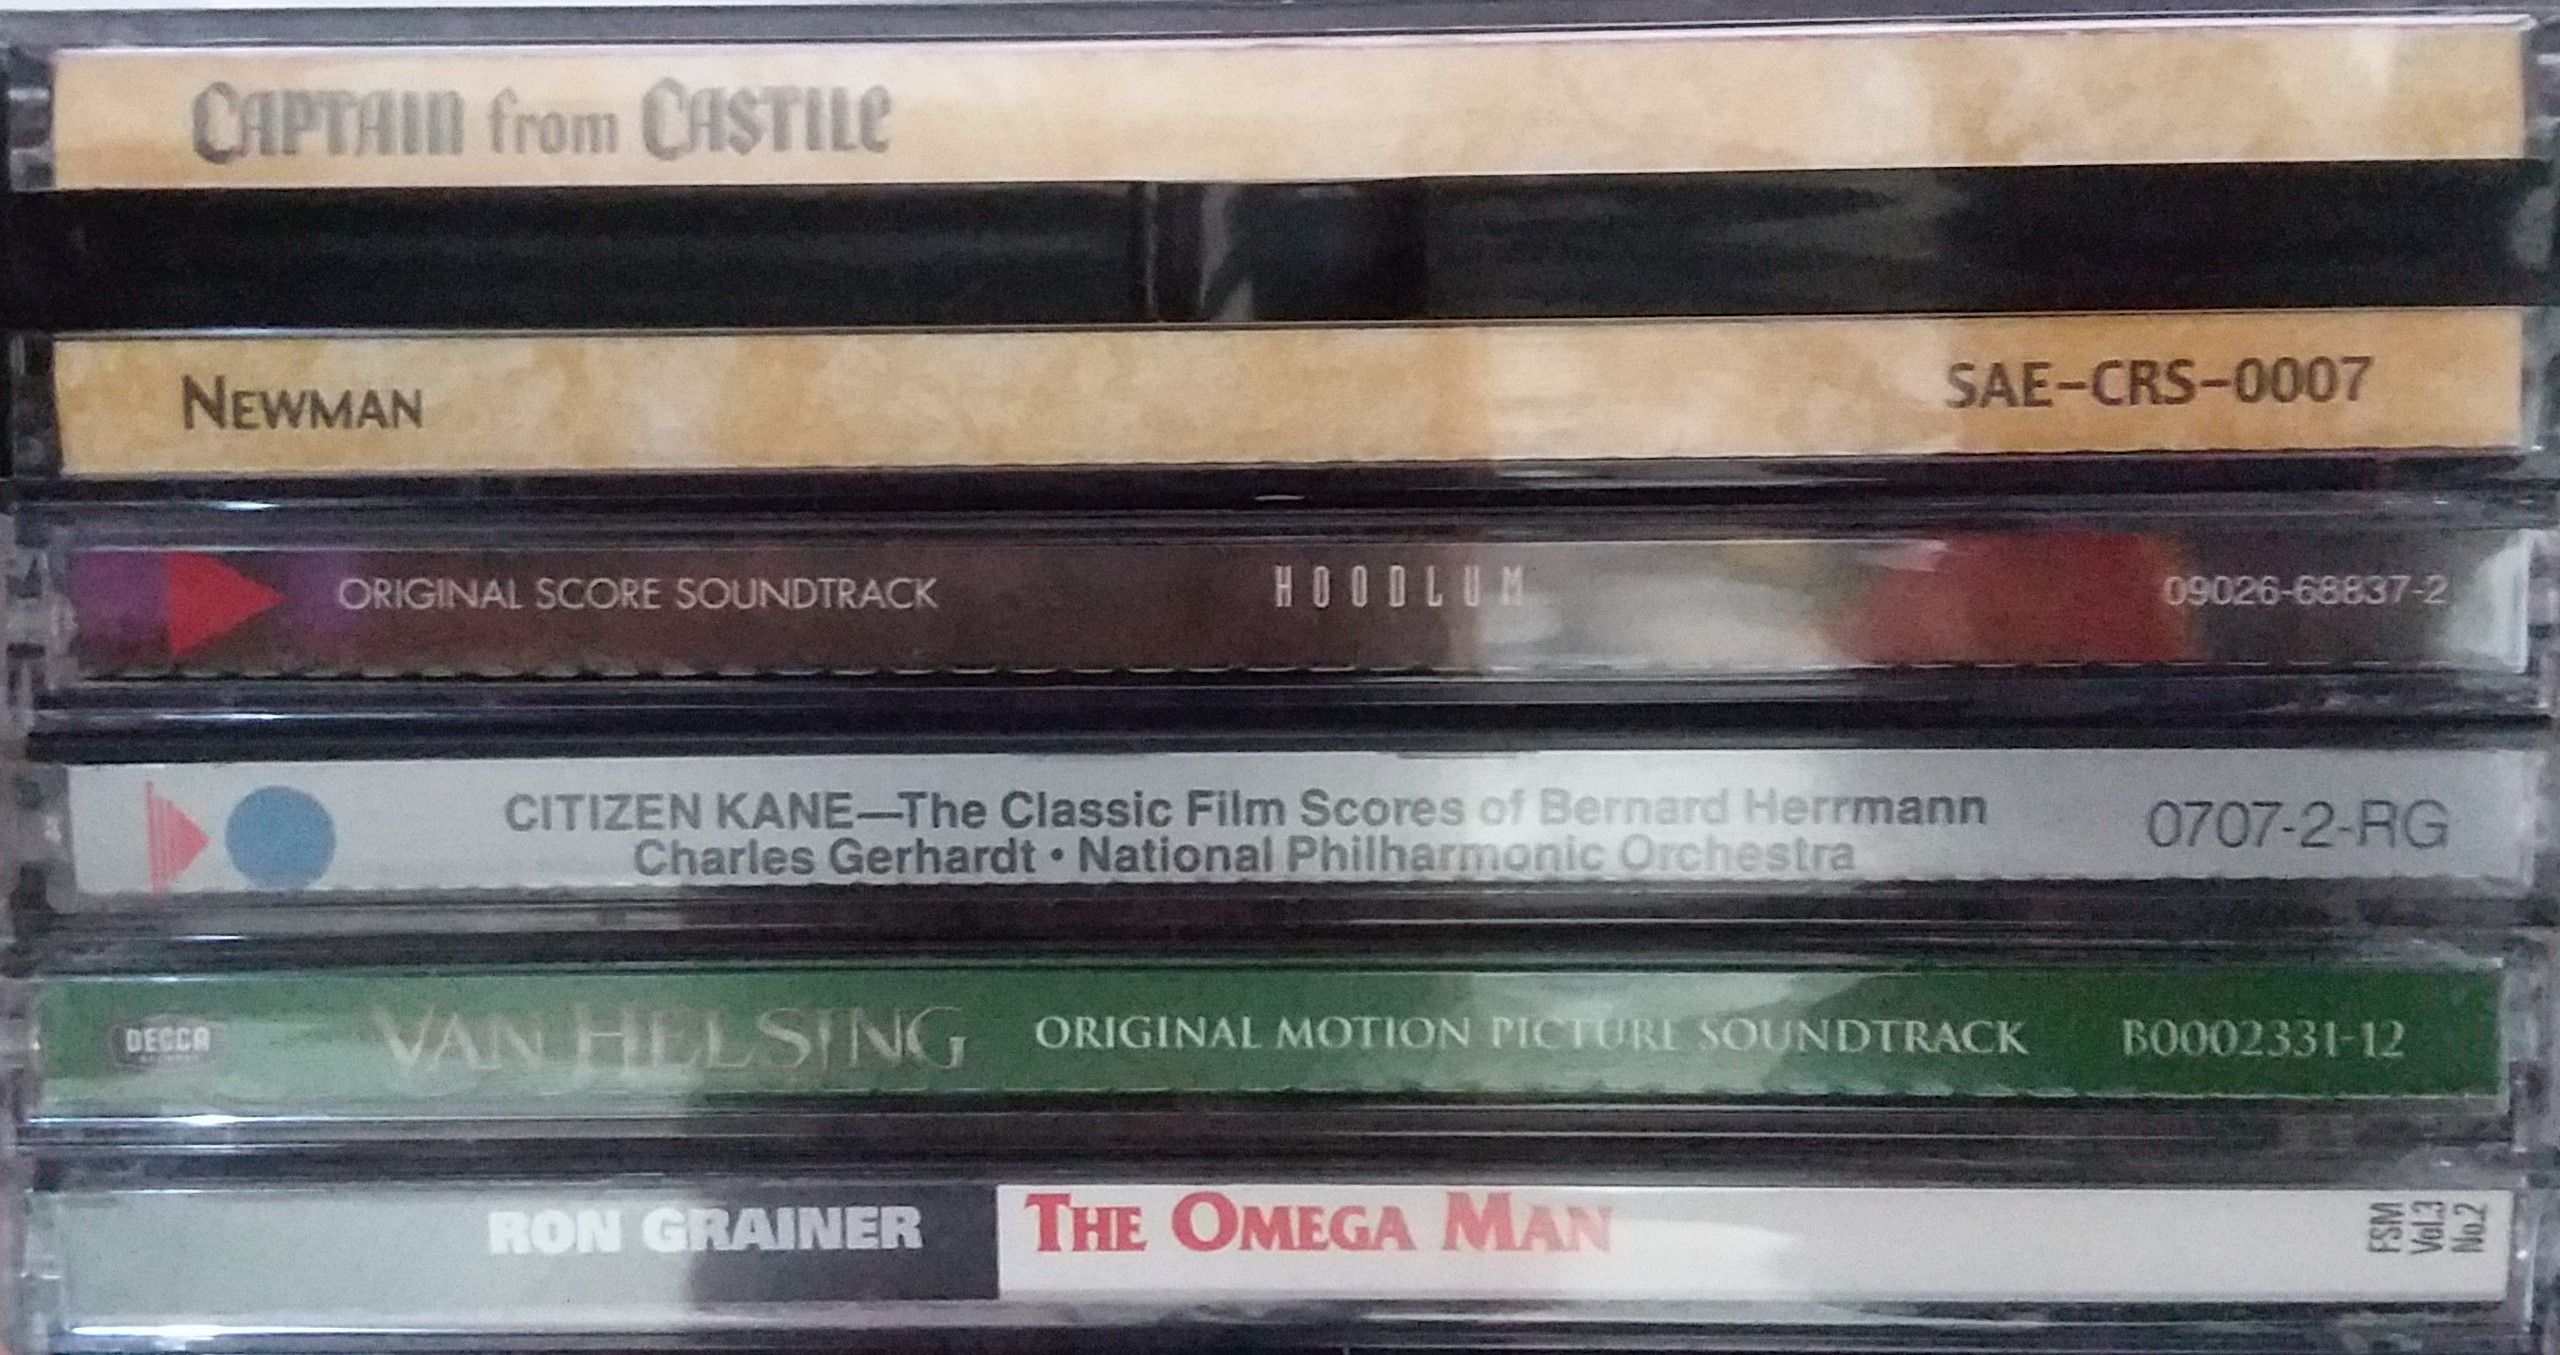 CAPTAIN from CASTILE
NEWMAN SAE-CRS-0007
ORIGINAL SCORE SOUNDTRACK HOODLUM 09026-68837-2
CITIZEN KANE—The Classic Film Scores of Bernard Herrmann 0707-2-RG
Charles Gerhardt • National Philharmonic Orchestra
DECCA VAN HELSING ORIGINAL MOTION PICTURE SOUNDTRACK B0002331-12
RON GRAINER THE OMEGA MAN
FSM
Vol.3
No.2